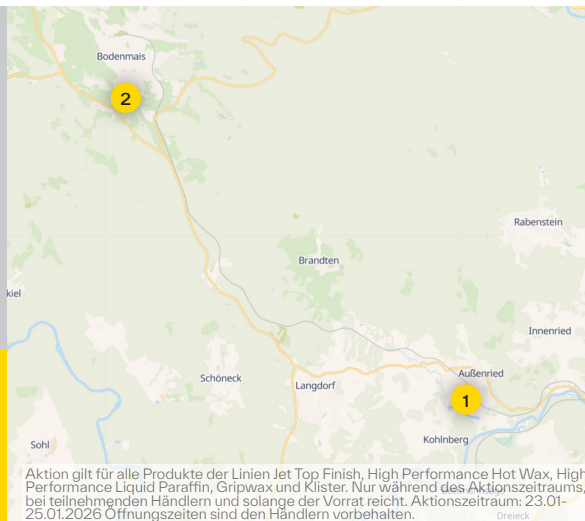 Bodenmais
2
Rabenstein
Brandten
kiel
Innenried
Außenried
Schöneck
Langdorf
1
Kohlnberg
Sohl
Aktion gilt für alle Produkte der Linien Jet Top Finish, High Performance Hot Wax, High
Performance Liquid Paraffin, Gripwax und Klister. Nur während des Aktionszeitraums,
bei teilnehmenden Händlern und solange der Vorrat reicht. Aktionszeitraum: 23.01-
25.01.2026 Öffnungszeiten sind den Händlern vorbehalten.
Dreieck